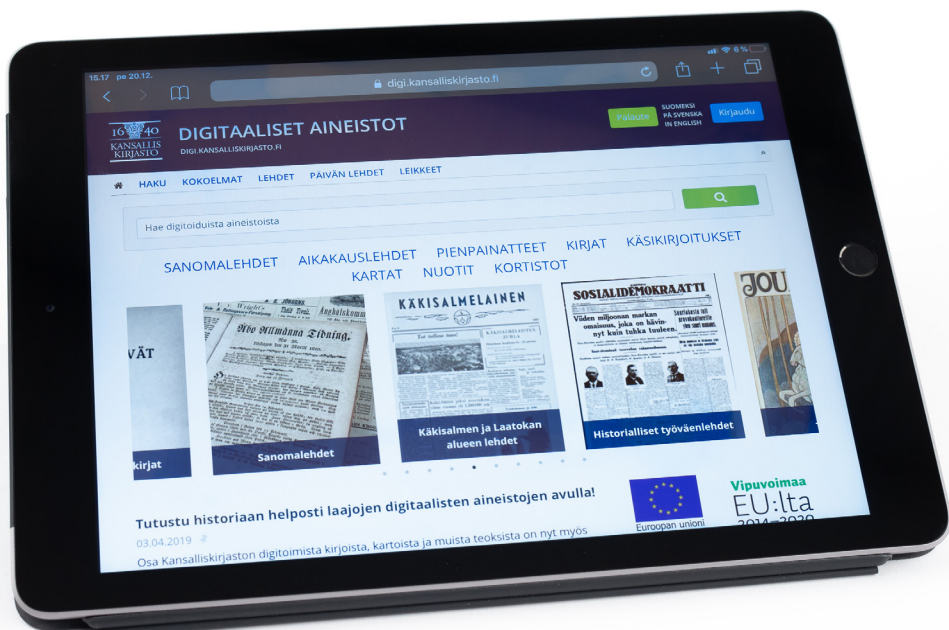 15.17 pe 20.12.
6 %
digi.kansalliskirjasto.fi
16 40
KANSALLIS
KIRJASTO
DIGITAALISET AINEISTOT
DIGI.KANSALLISKIRJASTO.FI
Palaute
SUOMEKSI
PÅ SVENSKA
IN ENGLISH
Kirjaudu
HAKU KOKOELMAT LEHDET PÄIVÄN LEHDET LEIKKEET
Hae digitoiduista aineistoista
SANOMALEHDET AIKAKAUSLEHDET PIENPAINATTEET KIRJAT KÄSIKIRJOITUKSET
KARTAT NUOTIT KORTISTOT
VÄT
kirjat
Åbo Allmänna Tidning.
Sanomalehdet
KÄKISALMELAINEN
Käkisalmen ja Laatokan
alueen lehdet
SOSIALIDEMOKRAATTI
Viiden miljoonan markan
omaisuus, joka on hävin-
nyt kuin tuhka tuuleen.
Historialliset työväenlehdet
JOU
Tutustu historiaan helposti laajojen digitaalisten aineistojen avulla!
03.04.2019
Osa Kansalliskirjaston digitoimista kirjoista, kartoista ja muista teoksista on nyt myös
Euroopan unioni
Vipuvoimaa
EU:lta
2014–2020